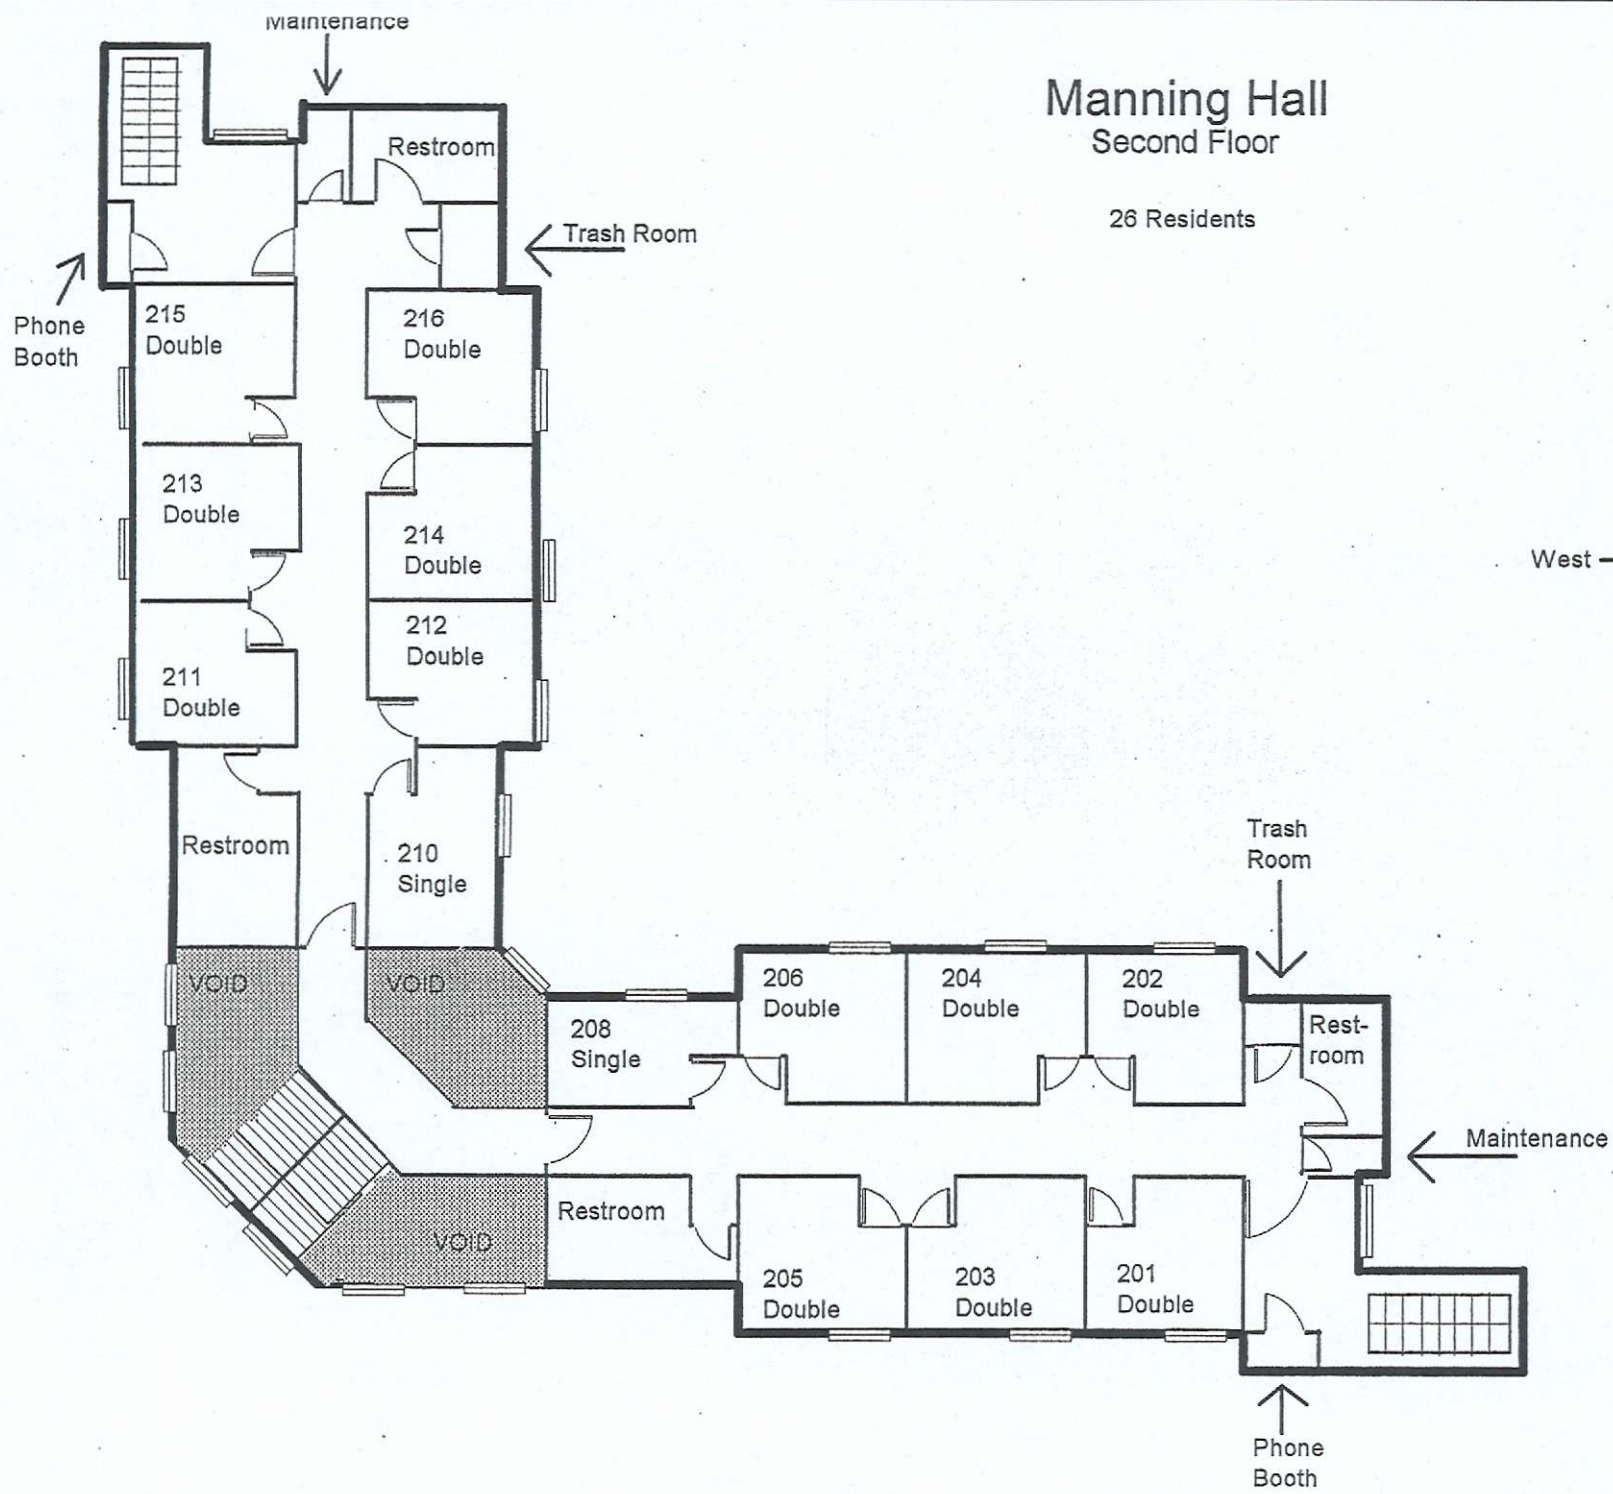 Maintenance
Manning Hall
Second Floor
26 Residents
Restroom
Trash Room
Phone
Booth
215
Double
216
Double
213
Double
214
Double
212
Double
211
Double
West
Restroom
210
Single
Trash
Room
VOID
VOID
206
Double
204
Double
202
Double
208
Single
Rest-
room
Maintenance
Restroom
VOID
205
Double
203
Double
201
Double
Phone
Booth